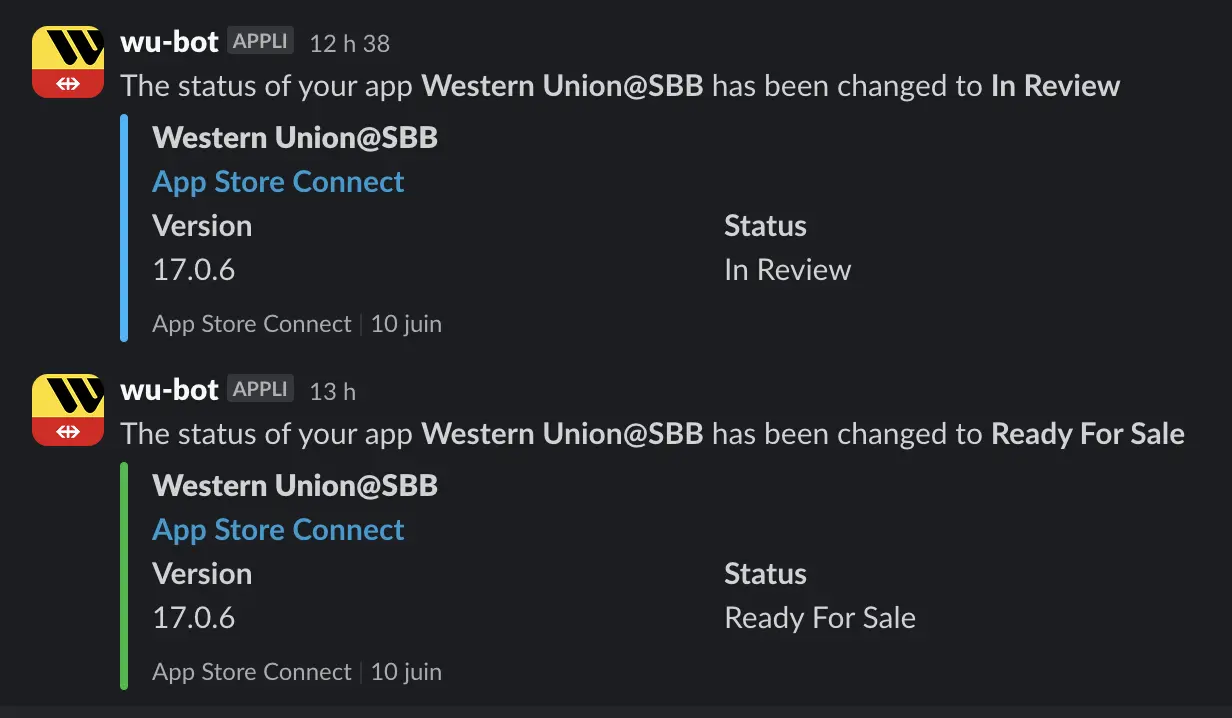 wu-bot APPLI 12 h 38
The status of your app Western Union@SBB has been changed to In Review
Western Union@SBB
App Store Connect
Version Status
17.0.6 In Review
App Store Connect | 10 juin
wu-bot APPLI 13 h
The status of your app Western Union@SBB has been changed to Ready For Sale
Western Union@SBB
App Store Connect
Version Status
17.0.6 Ready For Sale
App Store Connect | 10 juin